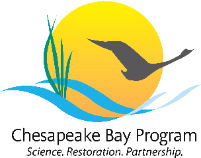 Chesapeake Bay Program
Science. Restoration. Partnership.